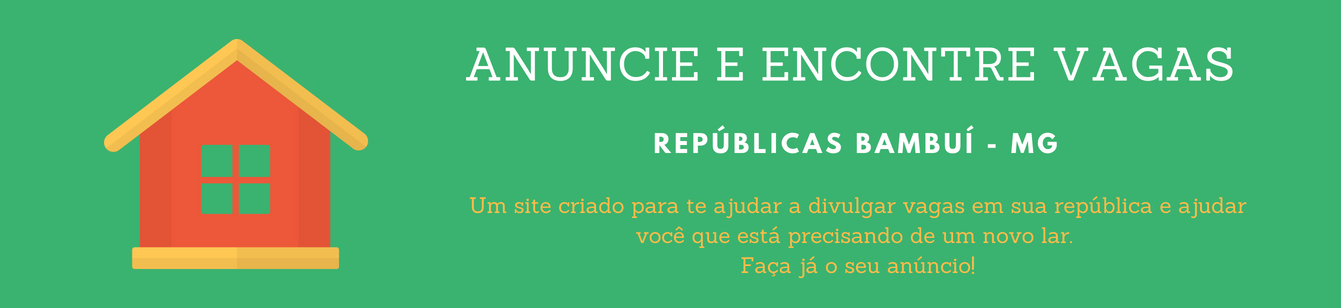 ANUNCIE E ENCONTRE VAGAS
REPÚBLICAS BAMBUÍ - MG
Um site criado para te ajudar a divulgar vagas em sua república e ajudar
você que está precisando de um novo lar.
Faça já o seu anúncio!